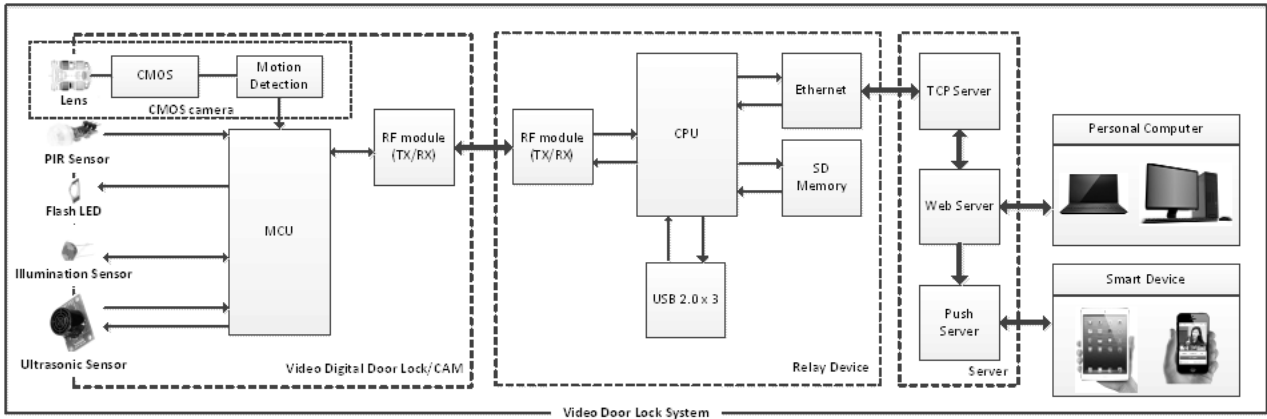 Lens
CMOS
Motion
Detection
CMOS camera
PIR Sensor
Flash LED
Illumination Sensor
Ultrasonic Sensor
MCU
RF module
(TX/RX)
Video Digital Door Lock/CAM
RF module
(TX/RX)
CPU
Ethernet
SD
Memory
USB 2.0 x 3
Relay Device
TCP Server
Web Server
Push
Server
Server
Personal Computer
Smart Device
Video Door Lock System